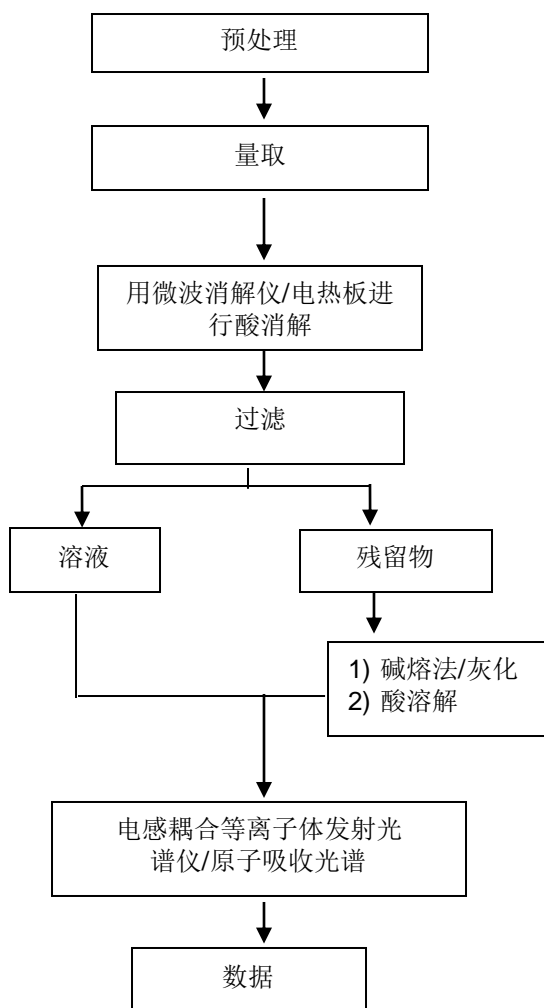 预处理
量取
用微波消解仪/电热板进
行酸消解
过滤
溶液
残留物
1) 碱熔法/灰化
2) 酸溶解
电感耦合等离子体发射光
谱仪/原子吸收光谱
数据